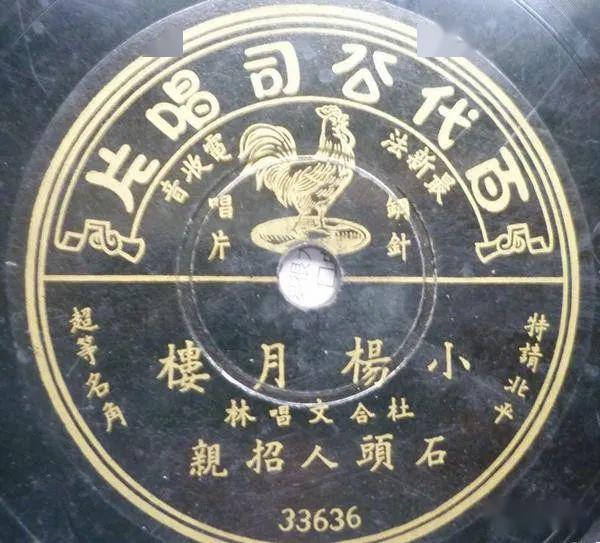 百代公司唱片
最新法
電收音
鋼針
唱片
特請北平
超等名角
小楊月樓
杜合文唱林
石頭人招親
33636